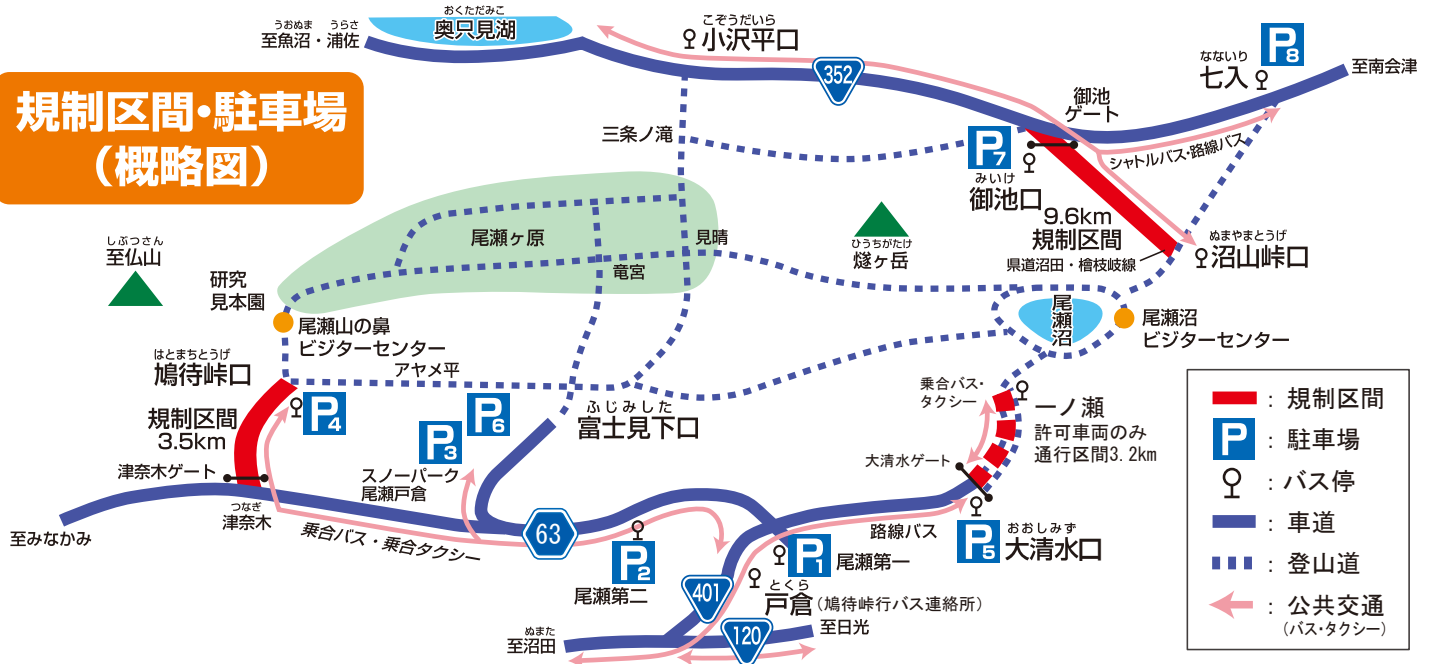 規制区間・駐車場
(概略図)
うおぬま うらさ
至魚沼・浦佐
おくただみこ
奥只見湖
こぞうだいら
小沢平口
352
なないり
七入
P8
至南会津
御池
ゲート
シャトルバス・路線バス
三条ノ滝
P7
みいけ
御池口
9.6km
規制区間
県道沼田・檜枝岐線
ぬまやまとうげ
沼山峠口
しぶつさん
至仏山
研究
見本園
尾瀬ヶ原
見晴
竜宮
ひうちがたけ
燧ヶ岳
尾瀬沼
尾瀬沼
ビジターセンター
尾瀬山の鼻
ビジターセンター
アヤメ平
はとまちとうげ
鳩待峠口
規制区間
3.5km
P4
P3
P6
ふじみした
富士見下口
スノーパーク
尾瀬戸倉
乗合バス・
タクシー
一ノ瀬
許可車両のみ
通行区間3.2km
大清水ゲート
津奈木ゲート
つなぎ
津奈木
至みなかみ
乗合バス・乗合タクシー
63
P2
尾瀬第二
P1
尾瀬第一
路線バス
P5
おおしみず
大清水口
401
とくら
戸倉(鳩待峠行バス連絡所)
120
至日光
ぬまた
至沼田
:規制区間
P:駐車場
:バス停
:車道
:登山道
:公共交通
(バス・タクシー)